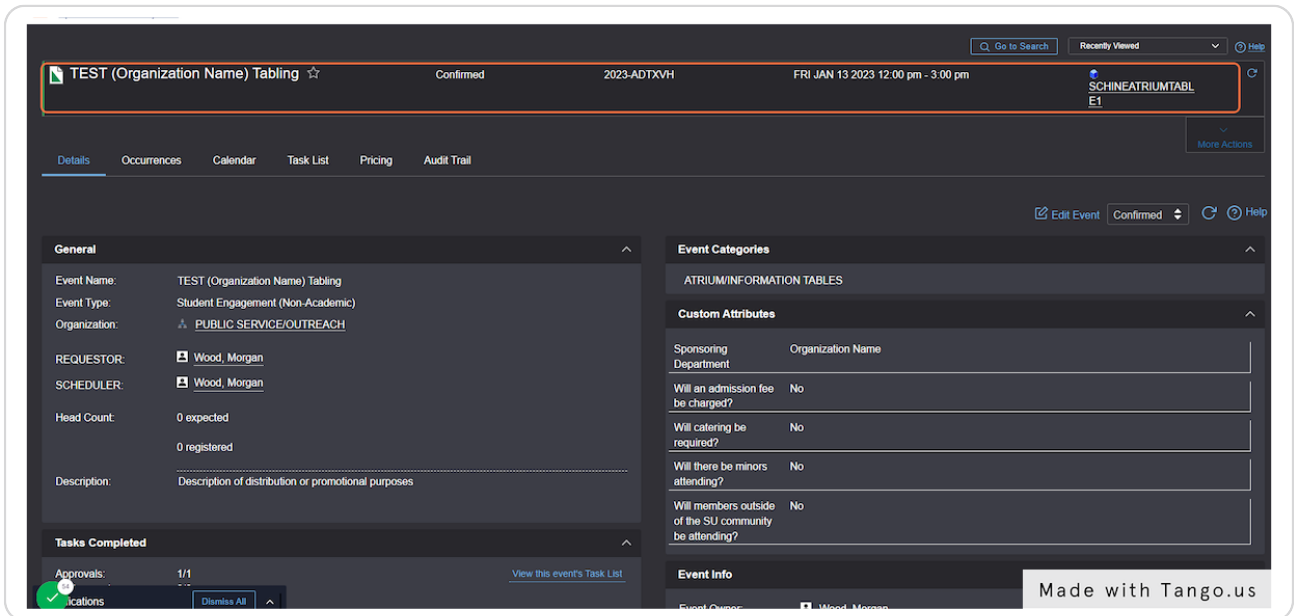 Go to Search
Recently Viewed
Help
TEST (Organization Name) Tabling
Confirmed
2023-ADTXVH
FRI JAN 13 2023 12:00 pm - 3:00 pm
SCHINEATRIUMTABL
E1
More Actions
Details
Occurrences
Calendar
Task List
Pricing
Audit Trail
Edit Event
Confirmed
Help
General
Event Name:
TEST (Organization Name) Tabling
Event Type:
Student Engagement (Non-Academic)
Organization:
PUBLIC SERVICE/OUTREACH
REQUESTOR:
Wood, Morgan
SCHEDULER:
Wood, Morgan
Head Count:
0 expected
0 registered
Description:
Description of distribution or promotional purposes
Tasks Completed
Approvals:
1/1
View this event's Task List
54
Dismiss All
Event Categories
ATRIUM/INFORMATION TABLES
Custom Attributes
Sponsoring
Department
Organization Name
Will an admission fee
be charged?
No
Will catering be
required?
No
Will there be minors
attending?
No
Will members outside
of the SU community
be attending?
No
Event Info
Event Owner:
Wood, Morgan
Made with Tango.us